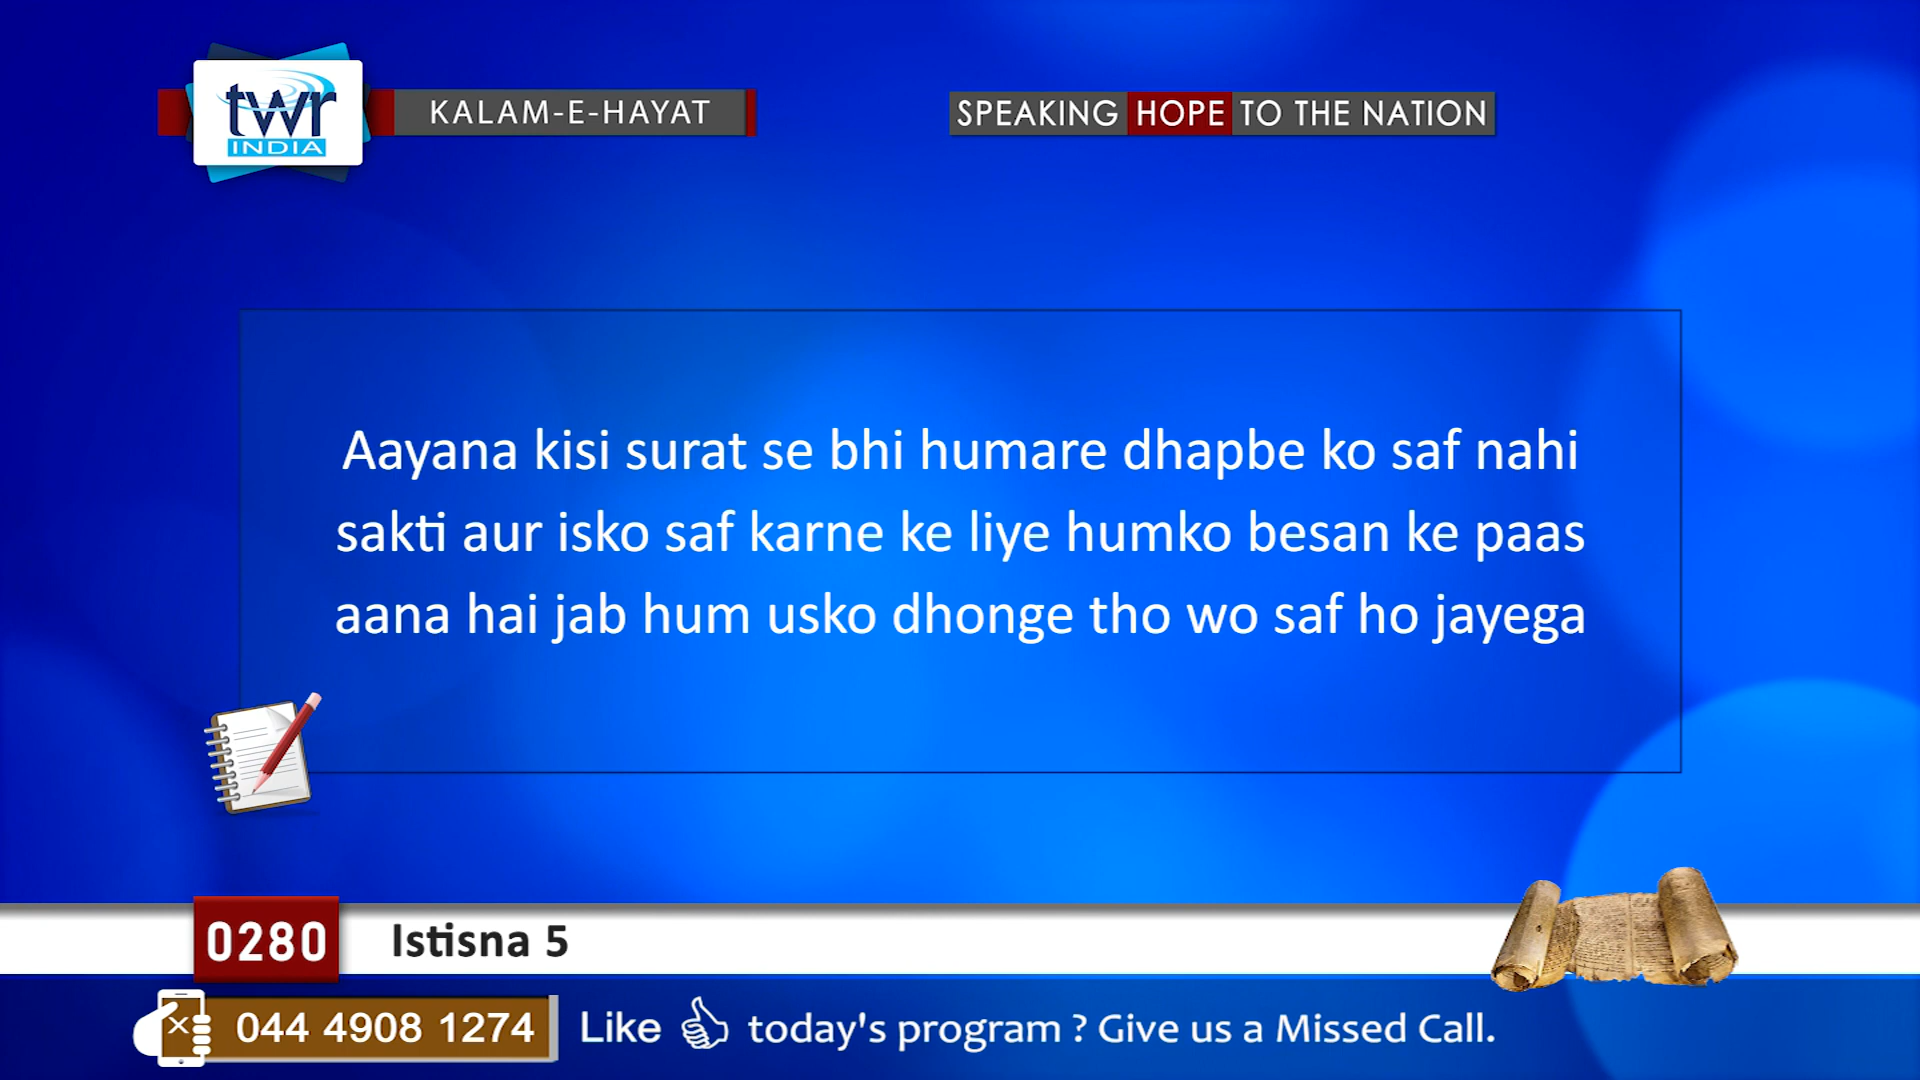 twr
INDIA
KALAM-E-HAYAT
SPEAKING HOPE TO THE NATION
Aayana kisi surat se bhi humare dhapbe ko saf nahi
sakti aur isko saf karne ke liye humko besan ke paas
aana hai jab hum usko dhonge tho wo saf ho jayega
0280 Istisna 5
044 4908 1274 Like today's program ? Give us a Missed Call.